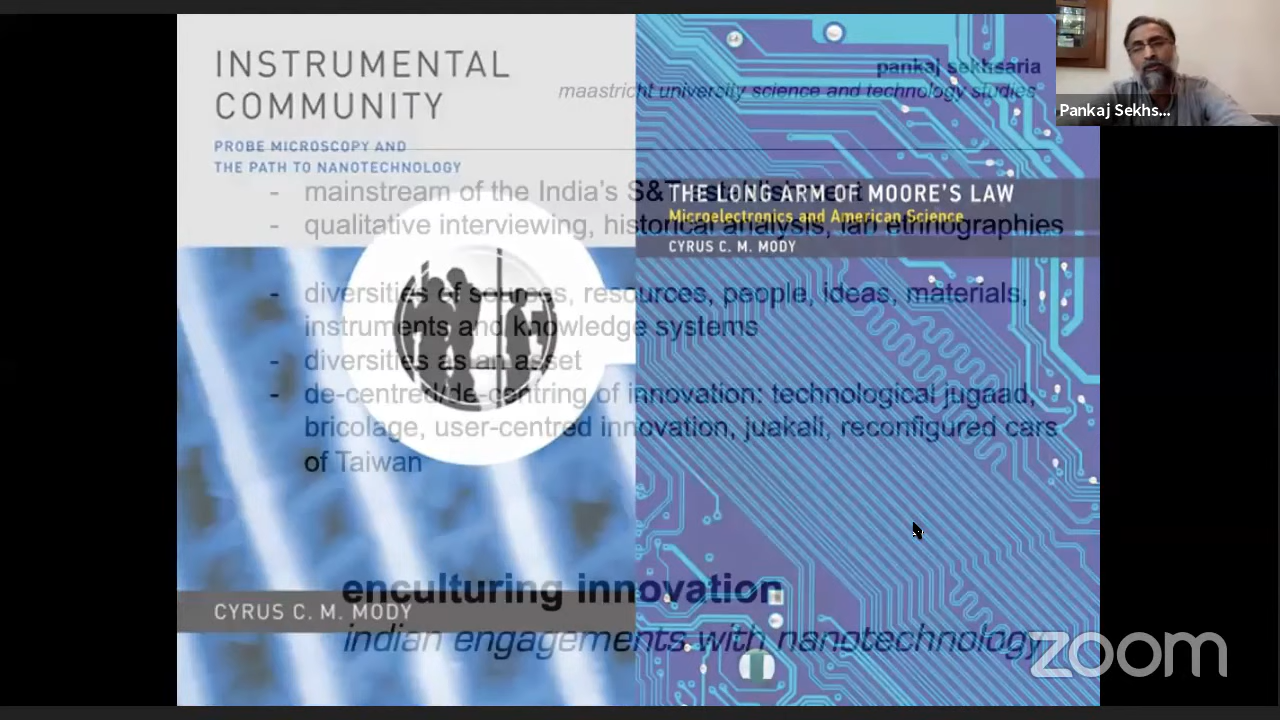 INSTRUMENTAL
COMMUNITY
PROBE MICROSCOPY AND
THE PATH TO NANOTECHNOLOGY
CYRUS C. M. MODY
THE LONG ARM OF MOORE'S LAW
Microelectronics and American Science
CYRUS C. M. MODY
pankaj sekhsaria
maastricht university science and technology studies
- mainstream of the India's S&T establishment
- qualitative interviewing, historical analysis, lab ethnographies
- diversities of sources, resources, people, ideas, materials,
instruments and knowledge systems
- diversities as an asset
- de-centred/de-centring of innovation: technological jugaad,
bricolage, user-centred innovation, juakali, reconfigured cars
of Taiwan
enculturing innovation
indian engagements with nanotechnology
Pankaj Sekhs...
zoom